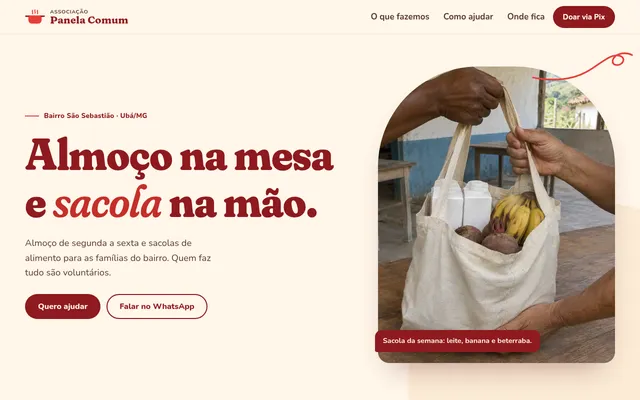 ASSOCIAÇÃO
Panela Comum
O que fazemos
Como ajudar
Onde fica
Doar via Pix
Bairro São Sebastião · Ubá/MG
Almoço na mesa
e sacola na mão.
Almoço de segunda a sexta e sacolas de
alimento para as famílias do bairro. Quem faz
tudo são voluntários.
Quero ajudar
Falar no WhatsApp
Sacola da semana: leite, banana e beterraba.